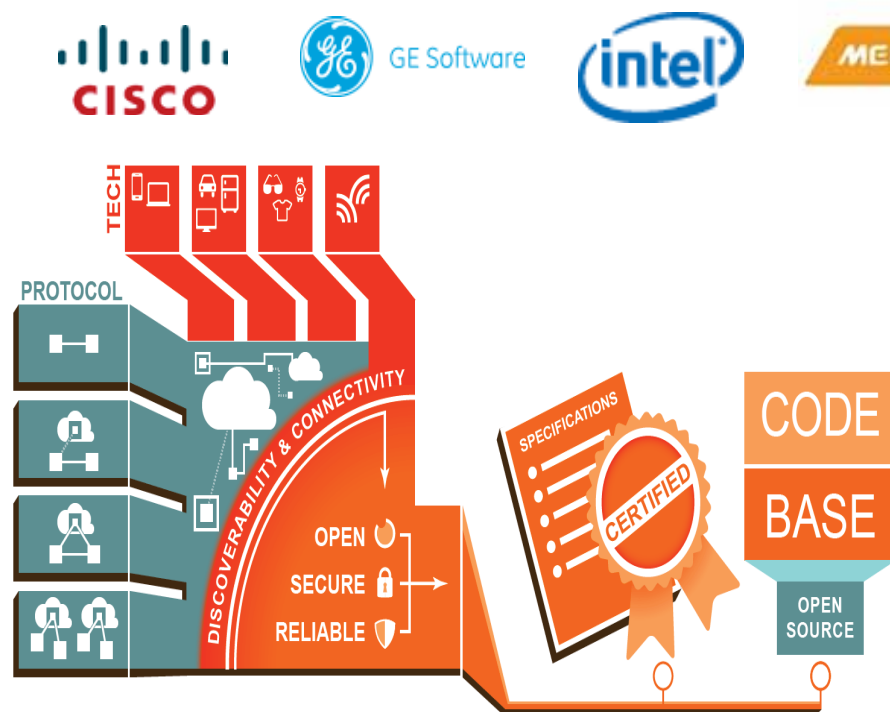 CISCO
GE Software
intel
TECH
PROTOCOL
DISCOVERABILITY & CONNECTIVITY
OPEN
SECURE
RELIABLE
SPECIFICATIONS
CERTIFIED
CODE
BASE
OPEN
SOURCE